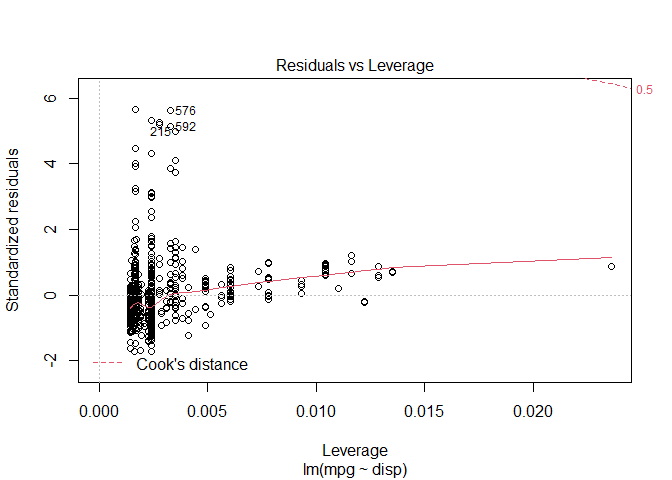 Residuals vs Leverage
Standardized residuals
6
4
2
0
-2
576
592
215
0.5
Cook's distance
0.000 0.005 0.010 0.015 0.020
Leverage
lm(mpg ~ disp)